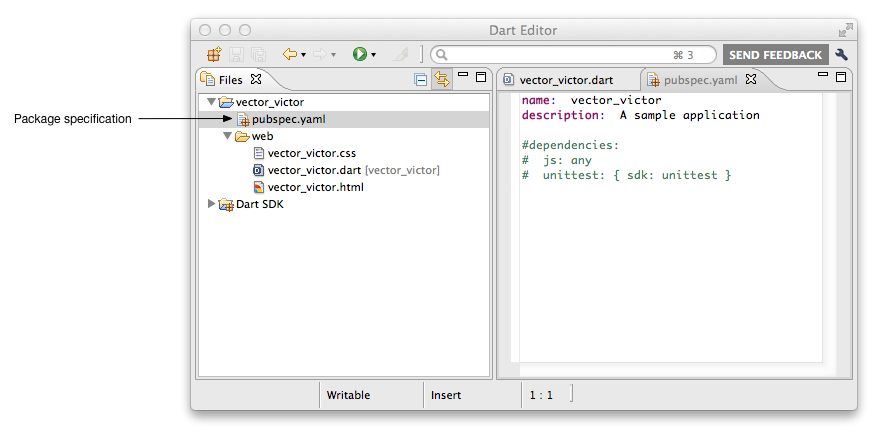 Dart Editor
⌘ 3
SEND FEEDBACK
Files
vector_victor.dart
pubspec.yaml
vector_victor
pubspec.yaml
web
vector_victor.css
vector_victor.dart [vector_victor]
vector_victor.html
Dart SDK
Package specification
name: vector_victor
description: A sample application
#dependencies:
# js: any
# unittest: { sdk: unittest }
Writable
Insert
1 : 1